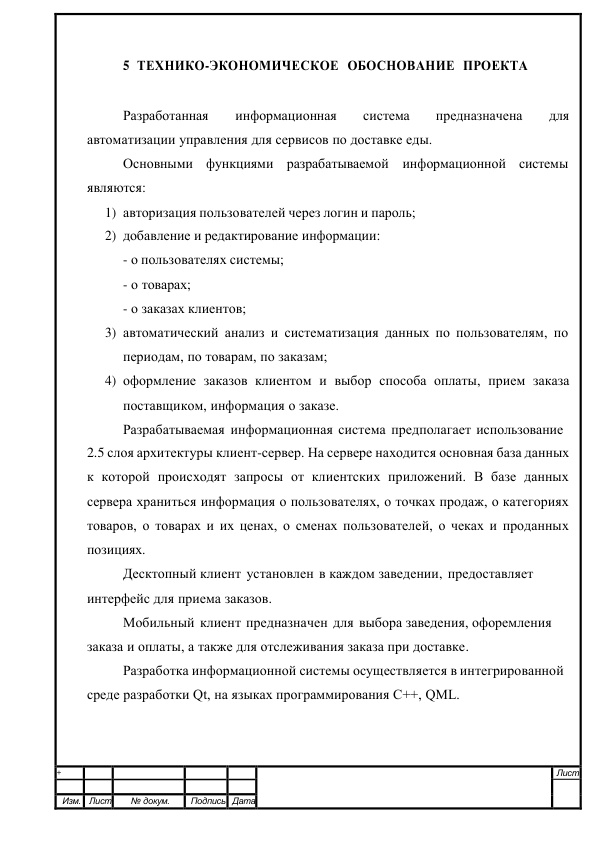 5 ТЕХНИКО-ЭКОНОМИЧЕСКОЕ ОБОСНОВАНИЕ ПРОЕКТА
Разработанная информационная система предназначена для
автоматизации управления для сервисов по доставке еды.
Основными функциями разрабатываемой информационной системы
являются:
1) авторизация пользователей через логин и пароль;
2) добавление и редактирование информации:
- о пользователях системы;
- о товарах;
- о заказах клиентов;
3) автоматический анализ и систематизация данных по пользователям, по
периодам, по товарам, по заказам;
4) оформление заказов клиентом и выбор способа оплаты, прием заказа
поставщиком, информация о заказе.
Разрабатываемая информационная система предполагает использование
2.5 слоя архитектуры клиент-сервер. На сервере находится основная база данных
к которой происходят запросы от клиентских приложений. В базе данных
сервера храниться информация о пользователях, о точках продаж, о категориях
товаров, о товарах и их ценах, о сменах пользователей, о чеках и проданных
позициях.
Десктопный клиент установлен в каждом заведении, предоставляет
интерфейс для приема заказов.
Мобильный клиент предназначен для выбора заведения, офоремления
заказа и оплаты, а также для отслеживания заказа при доставке.
Разработка информационной системы осуществляется в интегрированной
среде разработки Qt, на языках программирования C++, QML.
+
Лист
Изм. Лист № докум. Подпись Дата